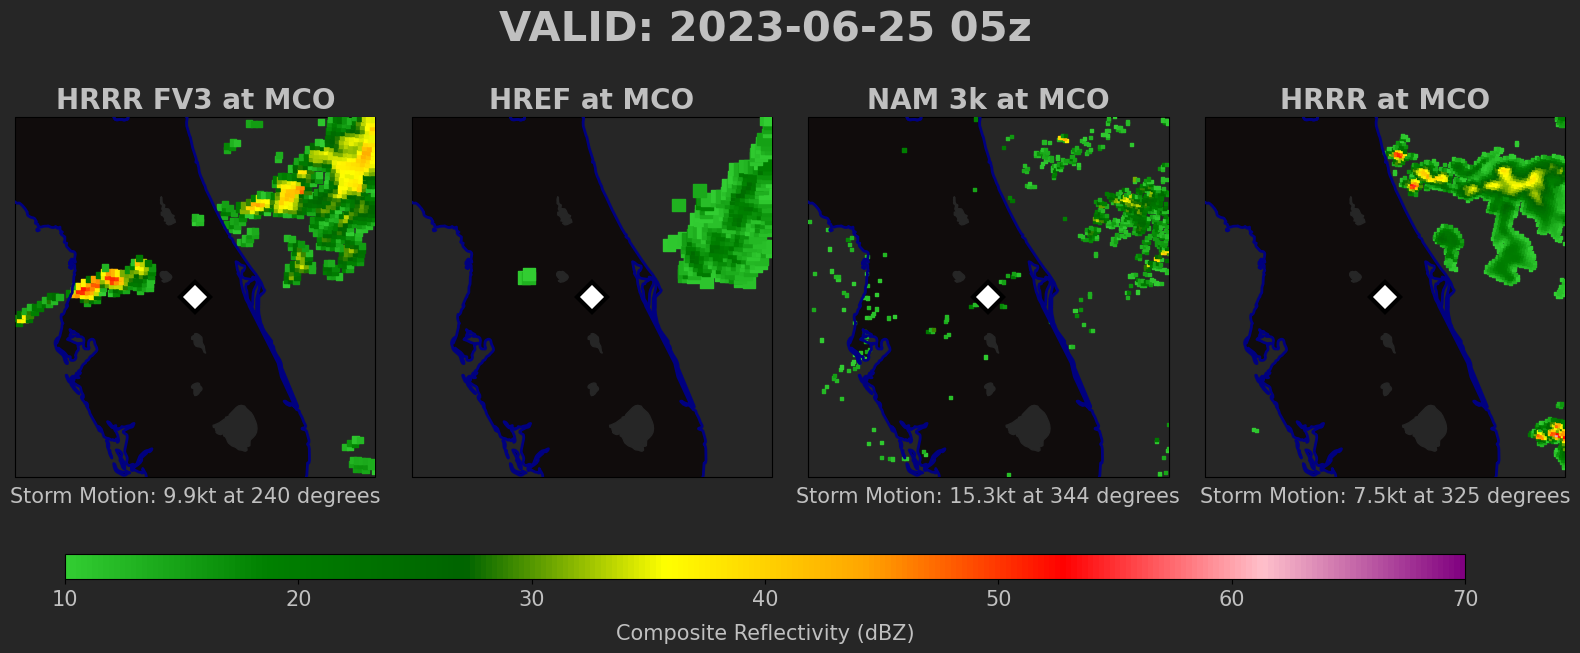 VALID: 2023-06-25 05z
HRRR FV3 at MCO
HREF at MCO
NAM 3k at MCO
HRRR at MCO
Storm Motion: 9.9kt at 240 degrees
Storm Motion: 15.3kt at 344 degrees
Storm Motion: 7.5kt at 325 degrees
10 20 30 40 50 60 70
Composite Reflectivity (dBZ)